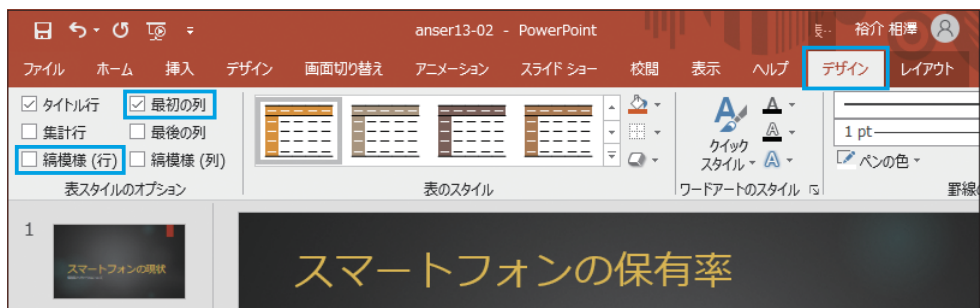 anser13-02 - PowerPoint
裕介 相澤
ファイル ホーム 挿入 デザイン 画面切り替え アニメーション スライド ショー 校閲 表示 ヘルプ デザイン レイアウト
タイトル行 最初の列
集計行 最後の列
縞模様 (行) 縞模様 (列)
表スタイルのオプション
表のスタイル
クイック
スタイル
ワードアートのスタイル
1 pt
ペンの色
罫線
1
スマートフォンの現状
スマートフォンの保有率